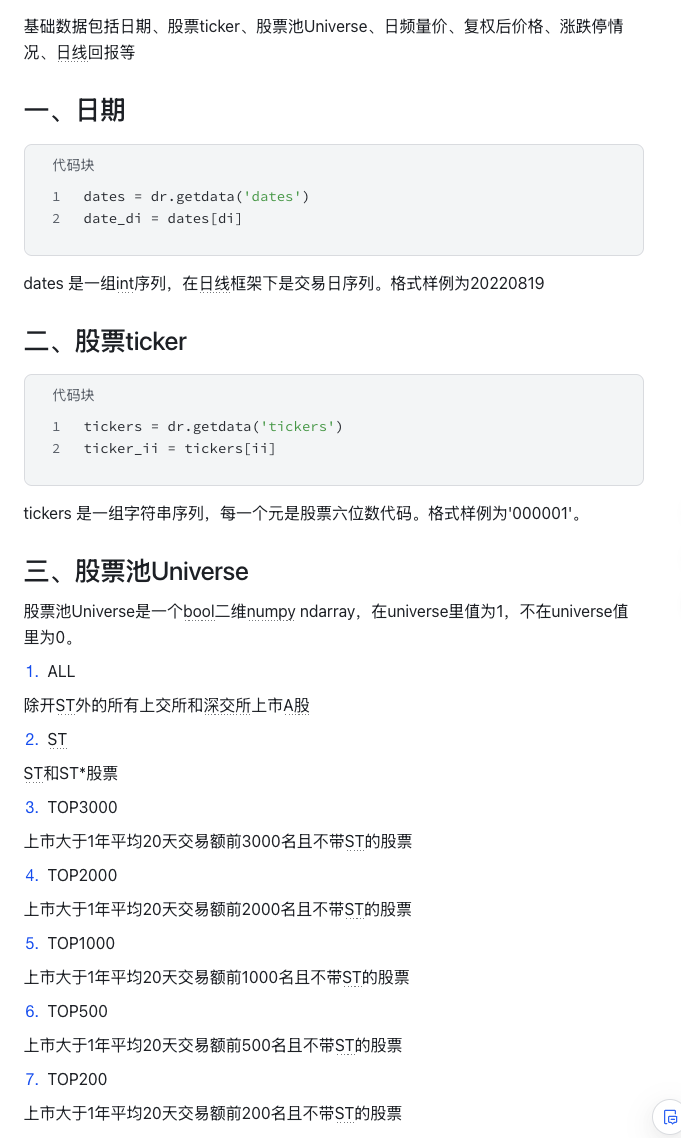 基础数据包括日期、股票ticker、股票池Universe、日频量价、复权后价格、涨跌停情
况、日线回报等
一、日期
代码块
1 dates = dr.getdata('dates')
2 date_di = dates[di]
dates 是一组int序列，在日线框架下是交易日序列。格式样例为20220819
二、股票ticker
代码块
1 tickers = dr.getdata('tickers')
2 ticker_ii = tickers[ii]
tickers 是一组字符串序列，每一个元是股票六位数代码。格式样例为'000001'。
三、股票池Universe
股票池Universe是一个bool二维numpy ndarray，在universe里值为1，不在universe值
里为0。
1. ALL
除开ST外的所有上交所和深交所上市A股
2. ST
ST和ST*股票
3. TOP3000
上市大于1年平均20天交易额前3000名且不带ST的股票
4. TOP2000
上市大于1年平均20天交易额前2000名且不带ST的股票
5. TOP1000
上市大于1年平均20天交易额前1000名且不带ST的股票
6. TOP500
上市大于1年平均20天交易额前500名且不带ST的股票
7. TOP200
上市大于1年平均20天交易额前200名且不带ST的股票